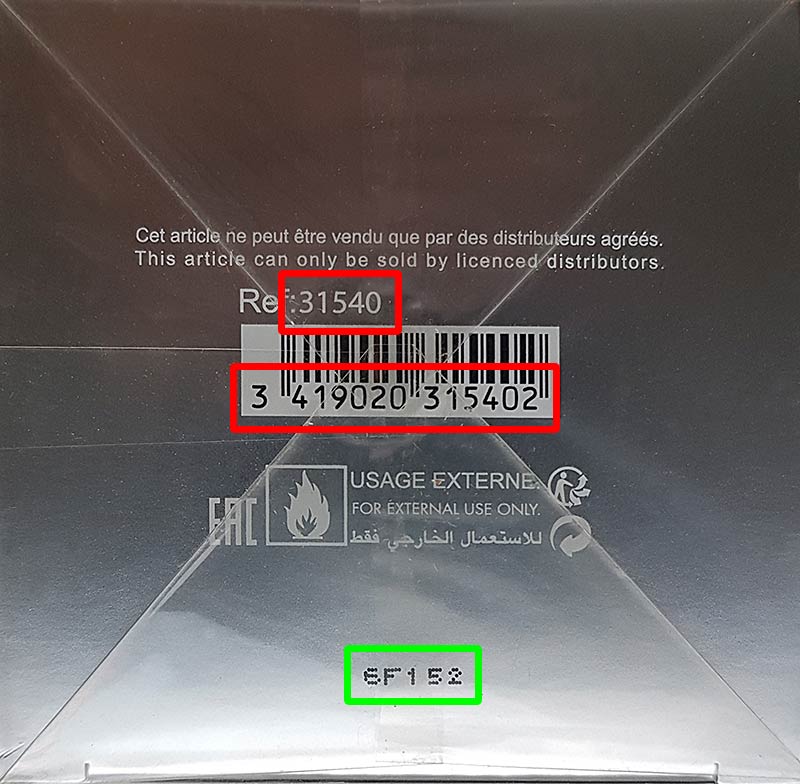 Cet article ne peut être vendu que par des distributeurs agréés.
This article can only be sold by licenced distributors.
Ref:31540
3 419020 315402
USAGE EXTERNE.
FOR EXTERNAL USE ONLY.
للاستعمال الخارجي فقط
EAC
6F152